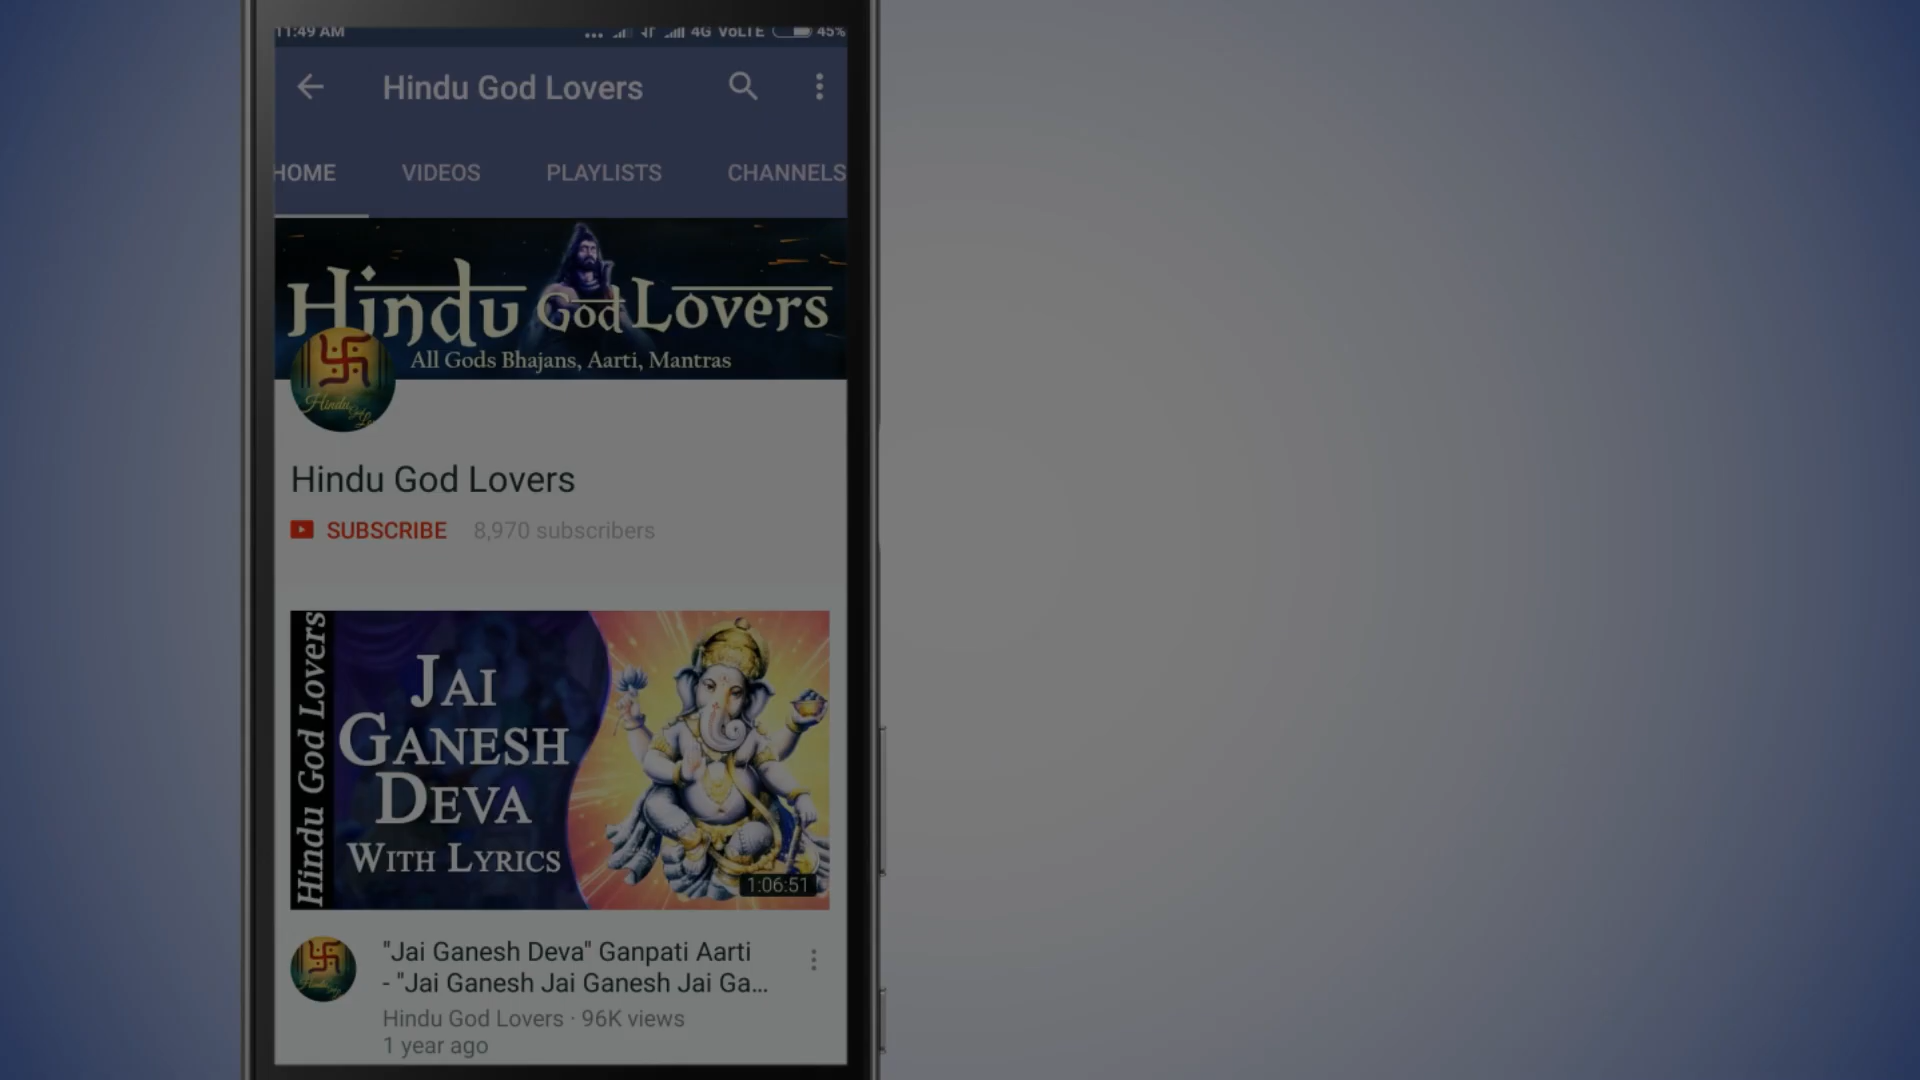 11:49 AM
4G VoLTE 45%
Hindu God Lovers
HOME VIDEOS PLAYLISTS CHANNELS
Hindu God Lovers
All Gods Bhajans, Aarti, Mantras
Hindu
Hindu God Lovers
SUBSCRIBE 8,970 subscribers
Hindu God Lovers
JAI
GANESH
DEVA
WITH LYRICS
1:06:51
"Jai Ganesh Deva" Ganpati Aarti
- "Jai Ganesh Jai Ganesh Jai Ga...
Hindu God Lovers · 96K views
1 year ago